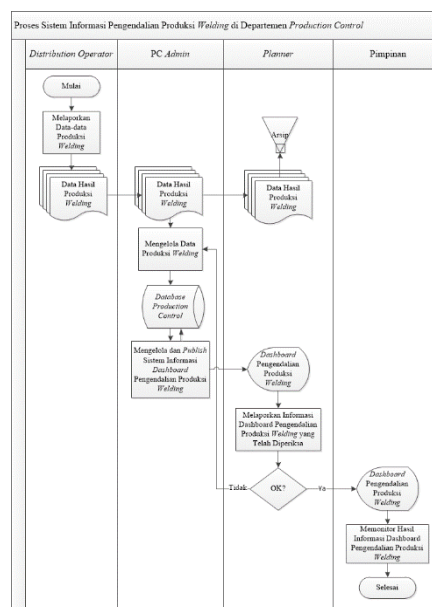 Proses Sistem Informasi Pengendalian Produksi Welding di Departemen Production Control
Distribution Operator
PC Admin
Planner
Pimpinan
Mulai
Melaporkan
Data-data
Produksi
Welding
Data Hasil
Produksi
Welding
Data Hasil
Produksi
Welding
Data Hasil
Produksi
Welding
Arsip
Mengelola Data
Produksi Welding
Database
Production
Control
Mengelola dan Publish
Sistem Informasi
Dashboard
Pengendalian Produksi
Welding
Dashboard
Pengendalian
Produksi
Welding
Melaporkan Informasi
Dashboard Pengendalian
Produksi Welding yang
Telah Diperiksa
OK?
Tidak
Ya
Dashboard
Pengendalian
Produksi
Welding
Memonitor Hasil
Informasi Dashboard
Pengendalian Produksi
Welding
Selesai